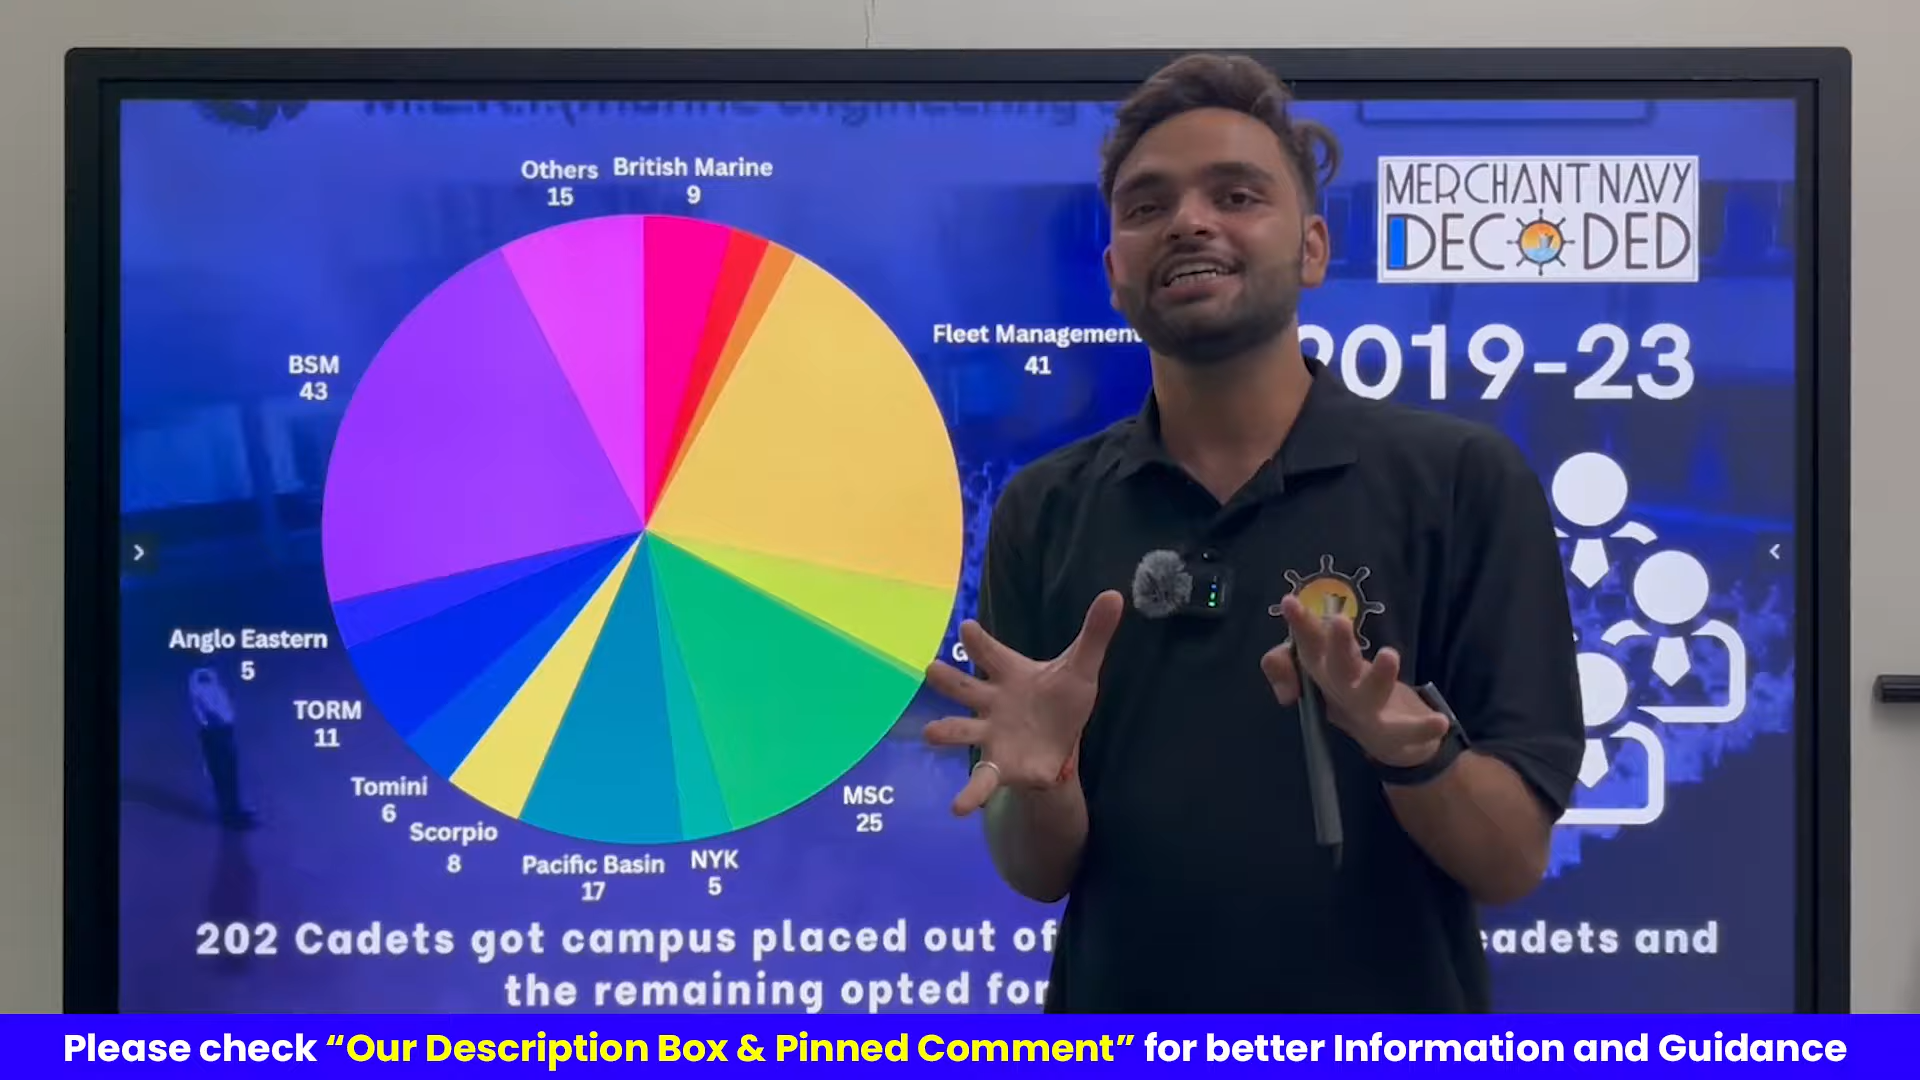 Others
15
British Marine
9
MERCHANT NAVY
DECODED
Fleet Management
41
2019-23
BSM
43
Anglo Eastern
5
TORM
11
Tomini
6
Scorpio
8
Pacific Basin
17
NYK
5
MSC
25
202 Cadets got campus placed out of cadets and
the remaining opted for
Please check “Our Description Box & Pinned Comment” for better Information and Guidance